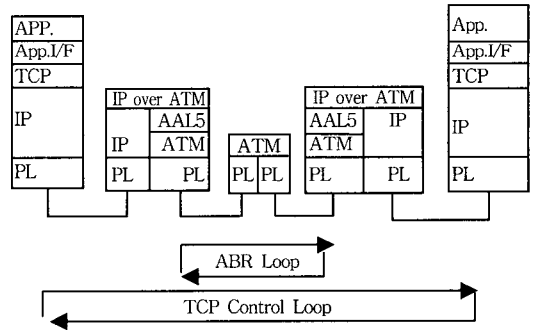 APP.
App.I/F
TCP
IP
PL
IP over ATM
IP
AAL5
ATM
PL
PL
ATM
PL
PL
IP over ATM
AAL5
ATM
IP
PL
PL
App.
App.I/F
TCP
IP
PL
ABR Loop
TCP Control Loop